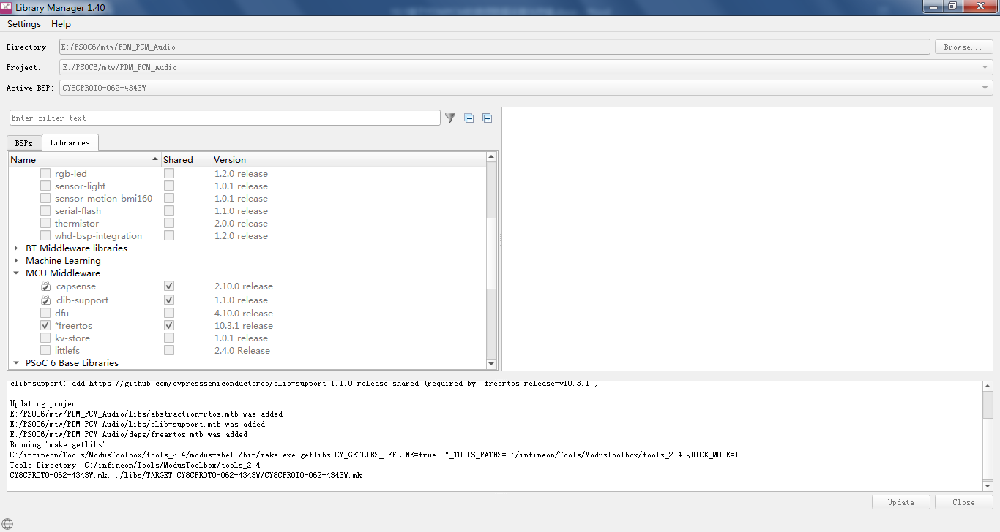 Library Manager 1.40
Settings Help
Directory: E:/PSOC6/mtw/PDM_PCM_Audio Browse...
Project: E:/PSOC6/mtw/PDM_PCM_Audio
Active BSP: CY8CPROTO-062-4343W
Enter filter text
BSPs Libraries
Name Shared Version
rgb-led 1.2.0 release
sensor-light 1.0.1 release
sensor-motion-bmi160 1.0.1 release
serial-flash 1.1.0 release
thermistor 2.0.0 release
whd-bsp-integration 1.2.0 release
BT Middleware libraries
Machine Learning
MCU Middleware
capsense 2.10.0 release
clib-support 1.1.0 release
dfu 4.10.0 release
*freertos 10.3.1 release
kv-store 1.0.1 release
littlefs 2.4.0 Release
PSoC 6 Base Libraries
clib-support: add https://github.com/cypresssemiconductorco/clib-support 1.1.0 release shared (required by freertos release-v10.3.1 )
Updating project...
E:/PSOC6/mtw/PDM_PCM_Audio/libs/abstraction-rtos.mtb was added
E:/PSOC6/mtw/PDM_PCM_Audio/libs/clib-support.mtb was added
E:/PSOC6/mtw/PDM_PCM_Audio/deps/freertos.mtb was added
Running "make getlibs"...
C:/infineon/Tools/ModusToolbox/tools_2.4/modus-shell/bin/make.exe getlibs CY_GETLIBS_OFFLINE=true CY_TOOLS_PATHS=C:/infineon/Tools/ModusToolbox/tools_2.4 QUICK_MODE=1
Tools Directory: C:/infineon/Tools/ModusToolbox/tools_2.4
CY8CPROTO-062-4343W.mk: ./libs/TARGET_CY8CPROTO-062-4343W/CY8CPROTO-062-4343W.mk
Update Close